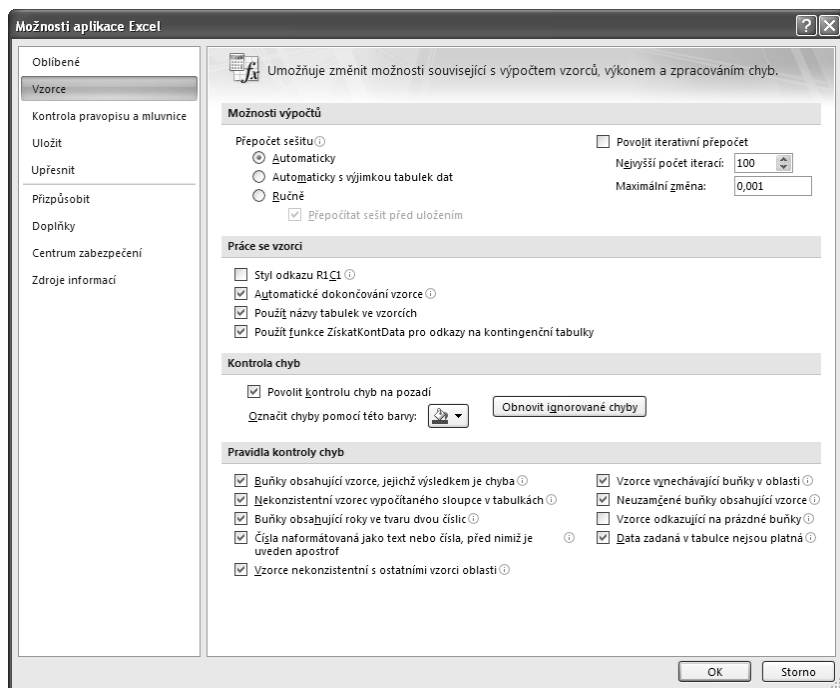 Možnosti aplikace Excel
Oblíbené
Vzorce
Kontrola pravopisu a mluvnice
Uložit
Upřesnit
Přizpůsobit
Doplňky
Centrum zabezpečení
Zdroje informací
Umožňuje změnit možnosti související s výpočtem vzorců, výkonem a zpracováním chyb.
Možnosti výpočtů
Přepočet sešitu
Automaticky
Automaticky s výjimkou tabulek dat
Ručně
Přepočítat sešit před uložením
Povolit iterativní přepočet
Nejvyšší počet iterací: 100
Maximální změna: 0,001
Práce se vzorci
Styl odkazu R1C1
Automatické dokončování vzorce
Použít názvy tabulek ve vzorcích
Použít funkce ZískatKontData pro odkazy na kontingenční tabulky
Kontrola chyb
Povolit kontrolu chyb na pozadí
Označit chyby pomocí této barvy:
Obnovit ignorované chyby
Pravidla kontroly chyb
Buňky obsahující vzorce, jejichž výsledkem je chyba
Nekonzistentní vzorec vypočítaného sloupce v tabulkách
Buňky obsahující roky ve tvaru dvou číslic
Čísla naformátovaná jako text nebo čísla, před nimiž je
uveden apostrof
Vzorce nekonzistentní s ostatními vzorci oblasti
Vzorce vynechávající buňky v oblasti
Neuzamčené buňky obsahující vzorce
Vzorce odkazující na prázdné buňky
Data zadaná v tabulce nejsou platná
OK
Storno